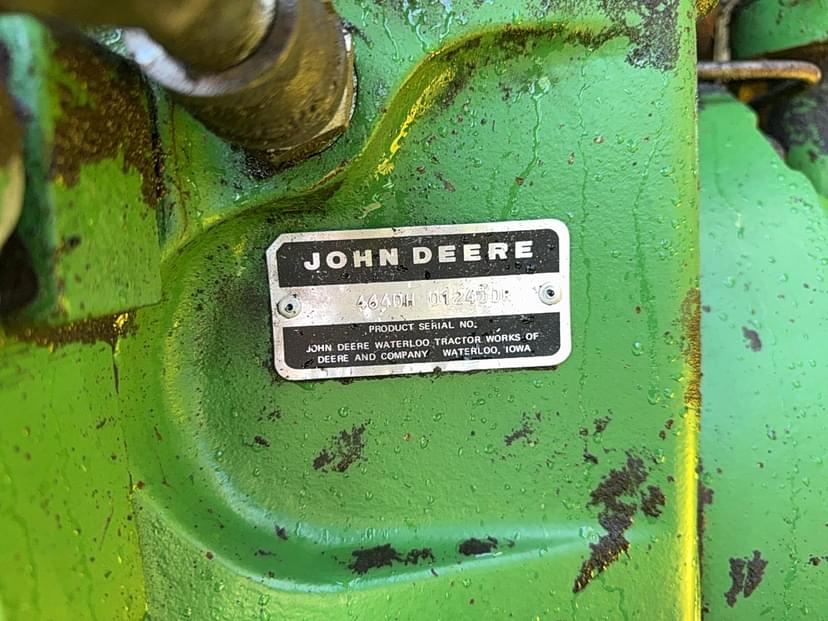 JOHN DEERE
PRODUCT SERIAL NO.
JOHN DEERE WATERLOO TRACTOR WORKS OF
DEERE AND COMPANY WATERLOO, IOWA